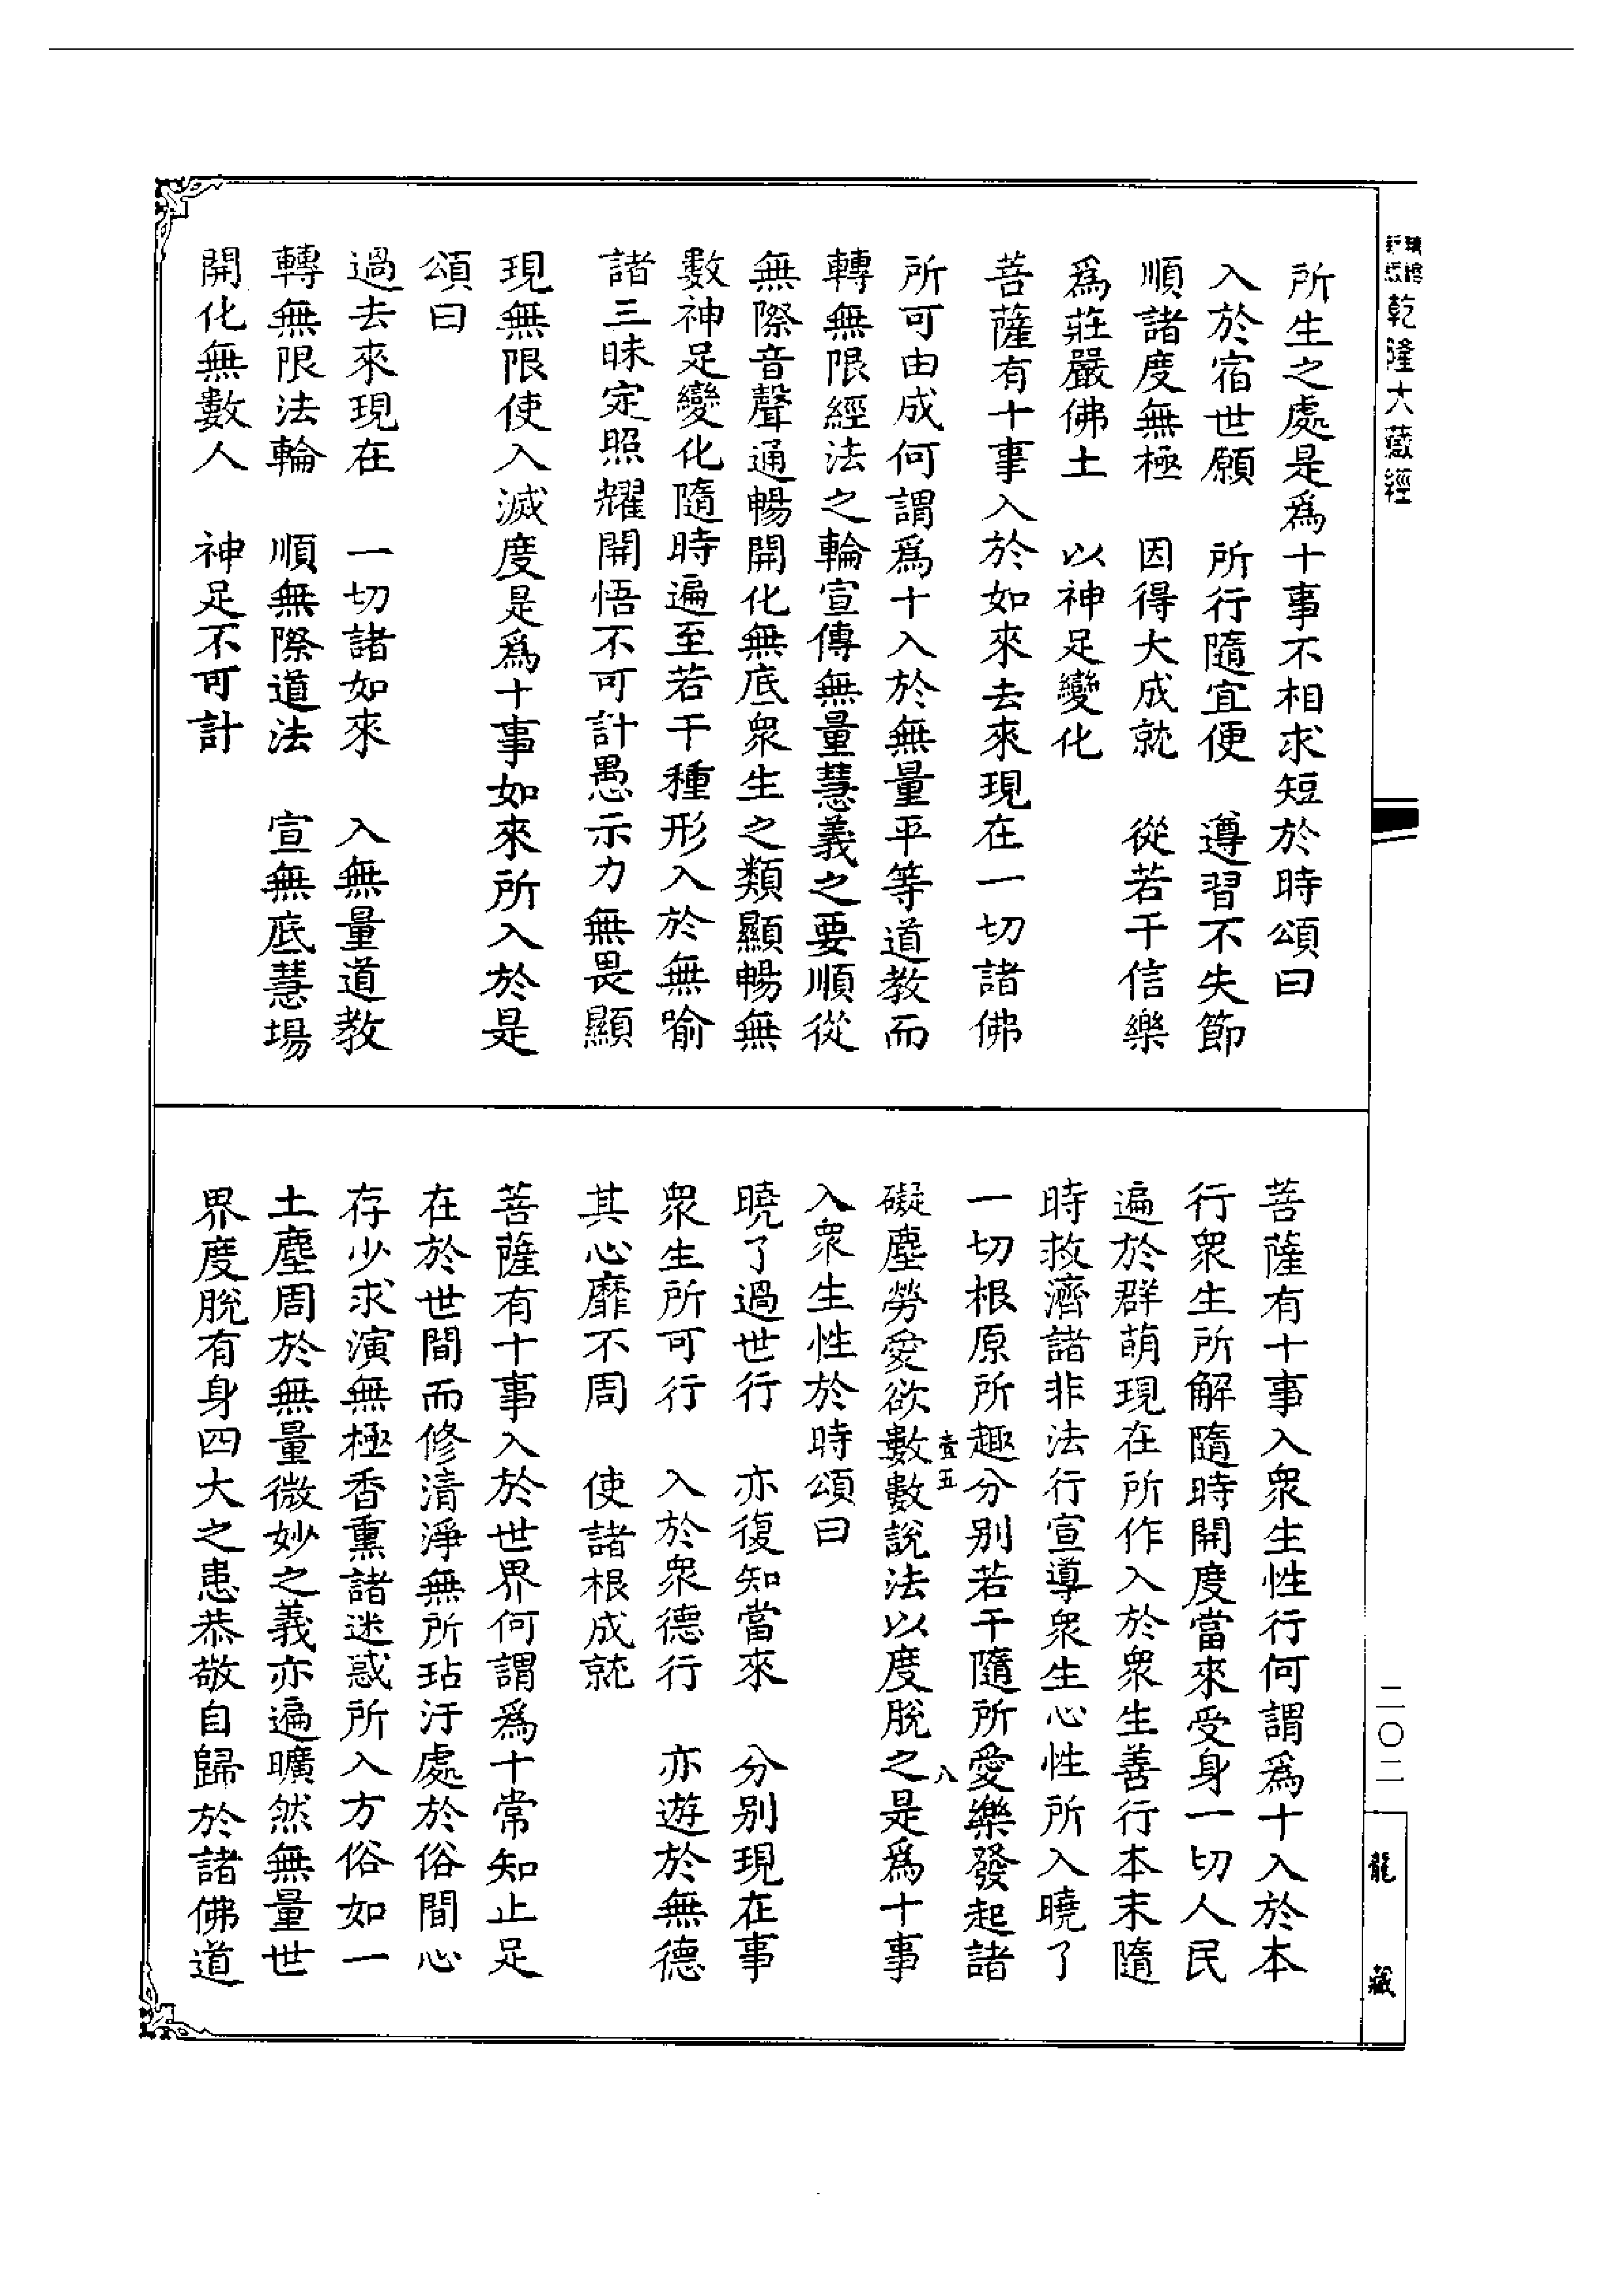 乾隆大藏經
所生之處是爲十事不相求短於時頌曰
入於宿世願　所行隨宜便　遵習不失節
順諸度無極　因得大成就　從若干信樂
爲莊嚴佛土　以神足變化
菩薩有十事入於如來去來現在一切諸佛
所可由成何謂爲十入於無量平等道教而
轉無限經法之輪宣傳無量慧義之要順從
無際音聲通暢開化無底衆生之類顯暢無
數神足變化隨時遍至若干種形入於無喻
諸三昧定照耀開悟不可計愚示力無畏顯
現無限使入滅度是爲十事如來所入於是
頌曰
過去來現在　一切諸如來　入無量道教
轉無限法輪　順無際道法　宣無底慧場
開化無數人　神足不可計
菩薩有十事入衆生性行何謂爲十入於本
行衆生所解隨時開度當來受身一切人民
遍於群萌現在所作入於衆生善行本末隨
時救濟諸非法行宣導衆生心性所入曉了
一切根原所趣分别若干隨所愛樂發起諸
礙塵勞愛欲數數說法以度脫之是爲十事
壹五　八
入衆生性於時頌曰
曉了過世行　亦復知當來　分别現在事
衆生所可行　入於衆德行　亦遊於無德
其心靡不周　使諸根成就
菩薩有十事入於世界何謂爲十常知止足
在於世間而修清淨無所玷汙處於俗間心
存少求演無極香熏諸迷惑所入方俗如一
土塵周於無量微妙之義亦遍曠然無量世
界度脫有身四大之患恭敬自歸於諸佛道
二〇二
龍藏